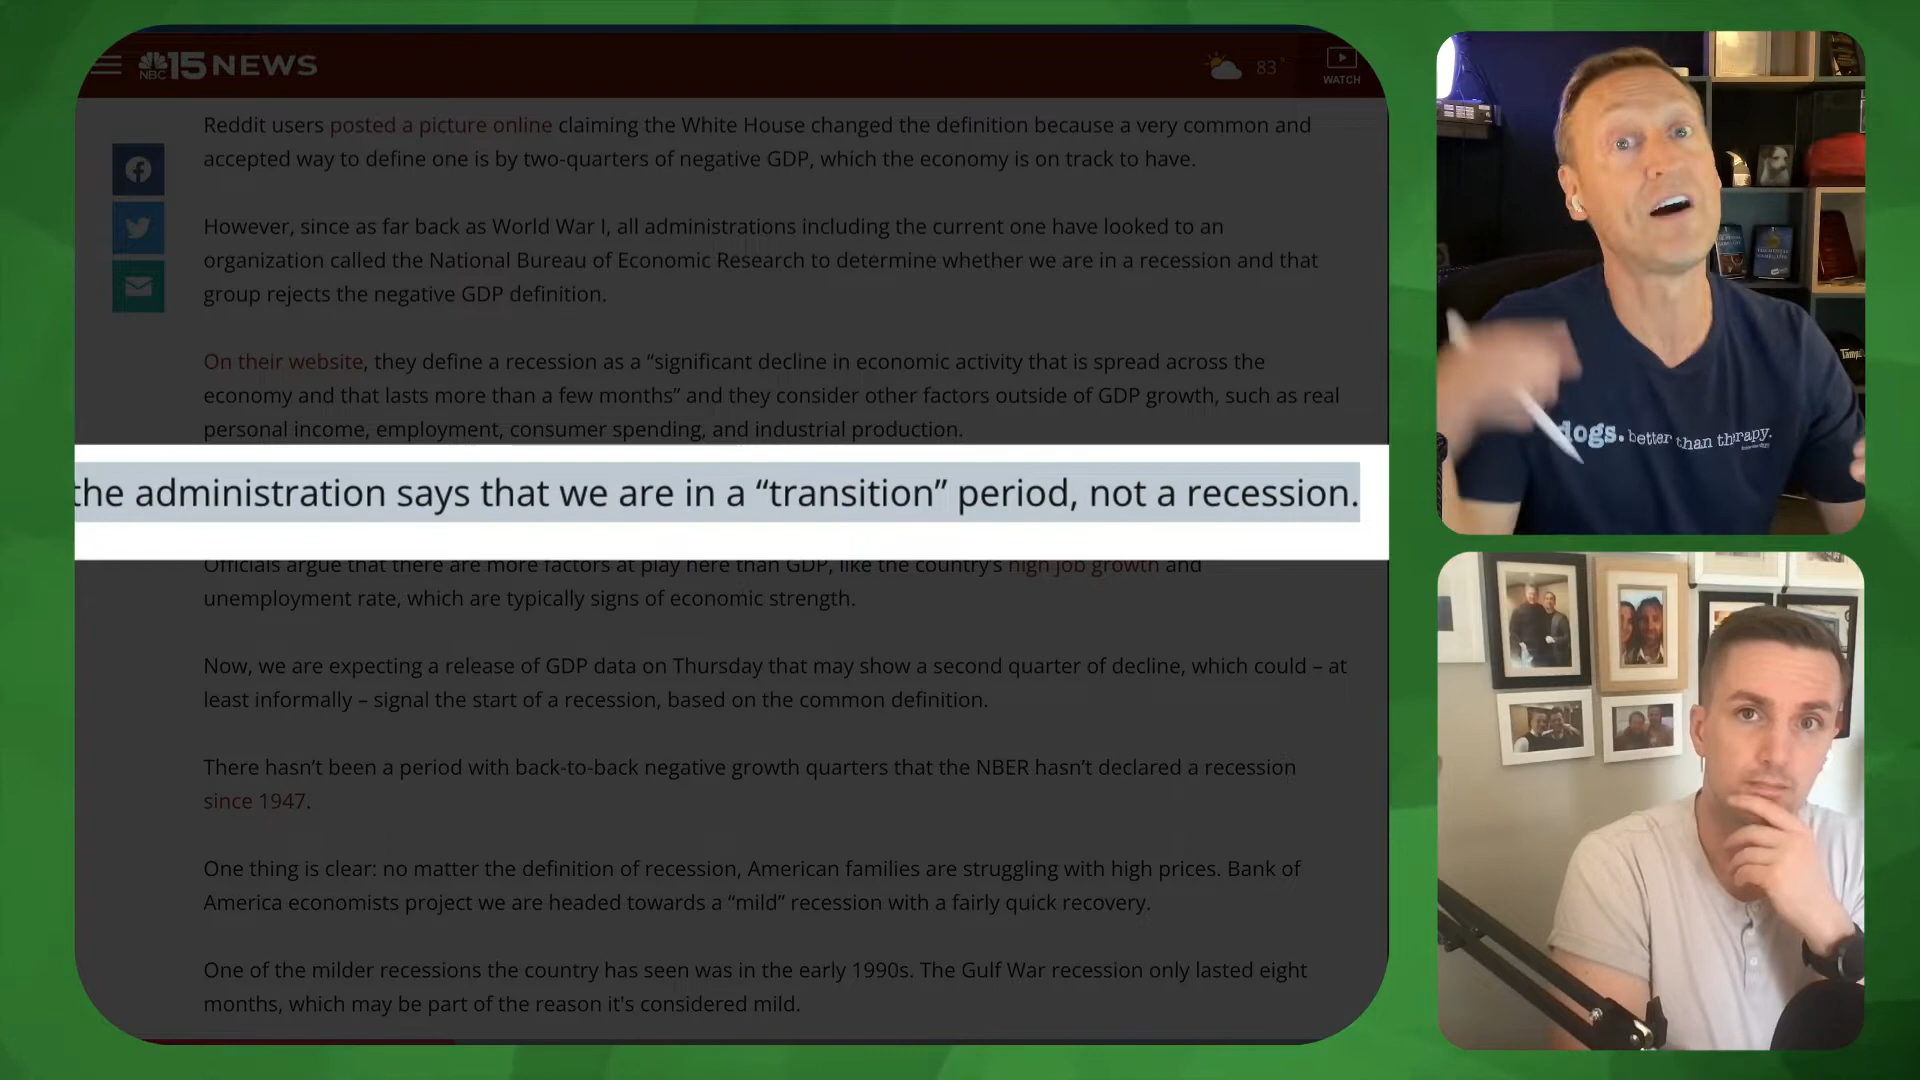 NBC 15 NEWS
83°
WATCH
Reddit users posted a picture online claiming the White House changed the definition because a very common and
accepted way to define one is by two-quarters of negative GDP, which the economy is on track to have.
However, since as far back as World War I, all administrations including the current one have looked to an
organization called the National Bureau of Economic Research to determine whether we are in a recession and that
group rejects the negative GDP definition.
On their website, they define a recession as a “significant decline in economic activity that is spread across the
economy and that lasts more than a few months” and they consider other factors outside of GDP growth, such as real
personal income, employment, consumer spending, and industrial production.
the administration says that we are in a “transition” period, not a recession.
Officials argue that there are more factors at play here than GDP, like the country’s high job growth and
unemployment rate, which are typically signs of economic strength.
Now, we are expecting a release of GDP data on Thursday that may show a second quarter of decline, which could – at
least informally – signal the start of a recession, based on the common definition.
There hasn’t been a period with back-to-back negative growth quarters that the NBER hasn’t declared a recession
since 1947.
One thing is clear: no matter the definition of recession, American families are struggling with high prices. Bank of
America economists project we are headed towards a “mild” recession with a fairly quick recovery.
One of the milder recessions the country has seen was in the early 1990s. The Gulf War recession only lasted eight
months, which may be part of the reason it's considered mild.
dogs. better than therapy.